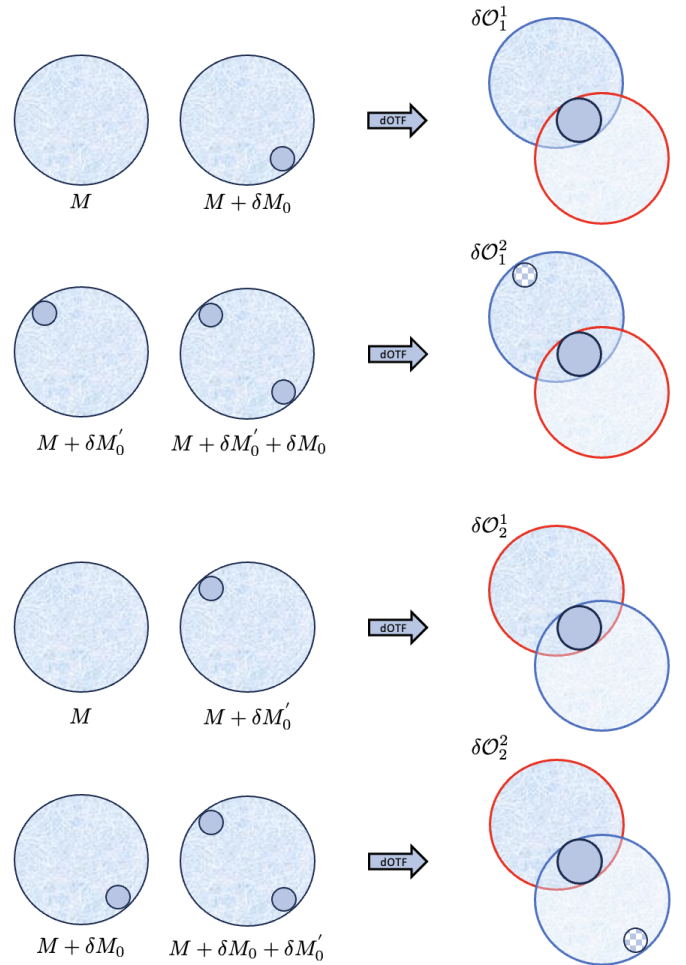 δO₁¹
dOTF
M
M + δM₀
δO₁²
dOTF
M + δM₀′
M + δM₀′ + δM₀
δO₂¹
dOTF
M
M + δM₀′
δO₂²
dOTF
M + δM₀
M + δM₀ + δM₀′